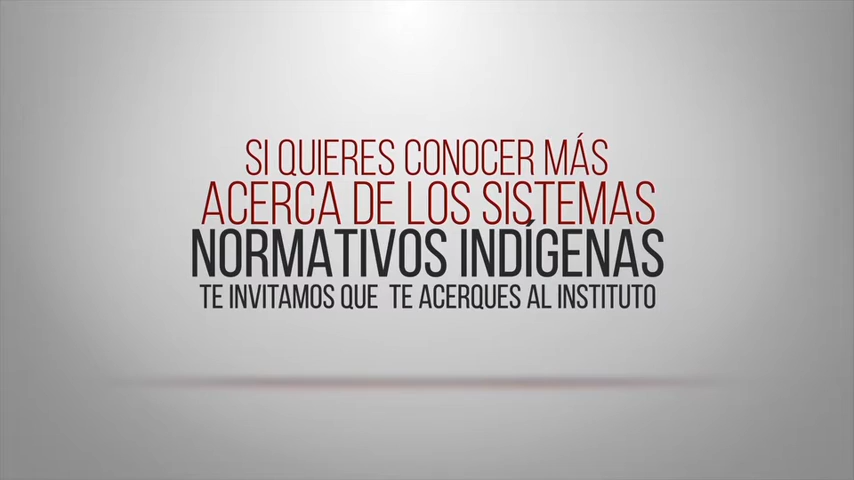 SI QUIERES CONOCER MÁS
ACERCA DE LOS SISTEMAS
NORMATIVOS INDÍGENAS
TE INVITAMOS QUE TE ACERQUES AL INSTITUTO